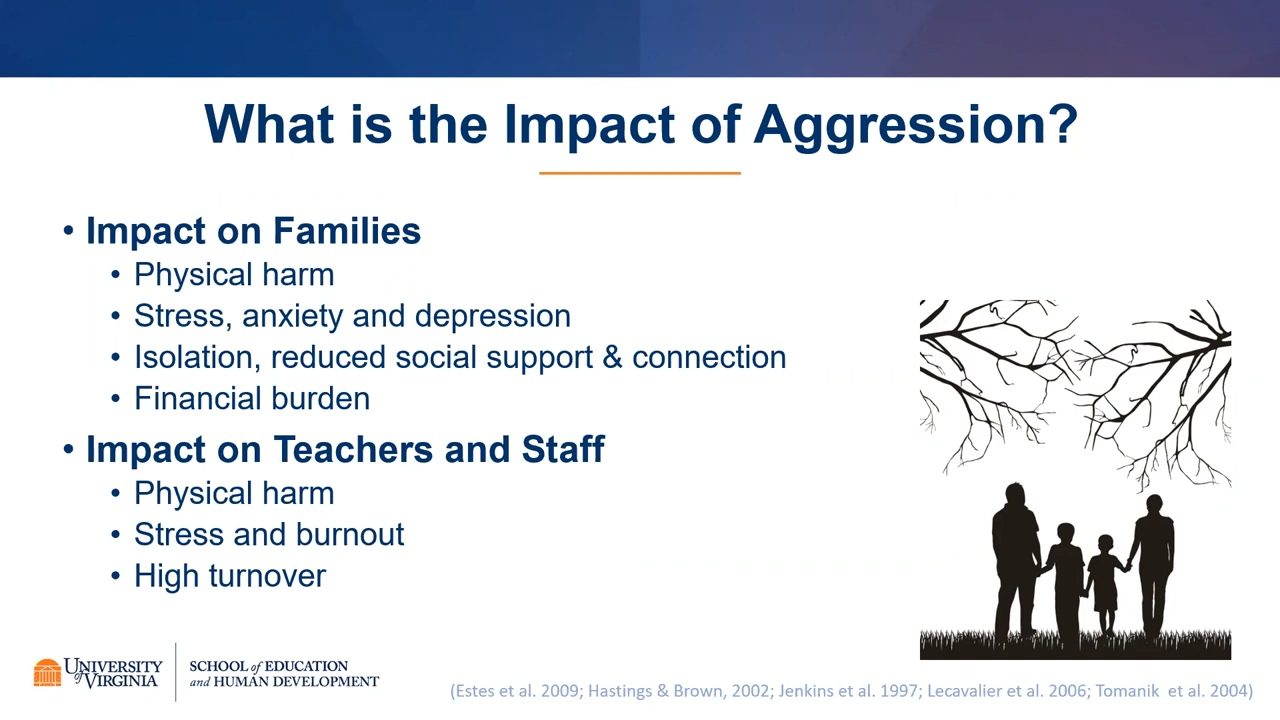 What is the Impact of Aggression?
• Impact on Families
• Physical harm
• Stress, anxiety and depression
• Isolation, reduced social support & connection
• Financial burden
• Impact on Teachers and Staff
• Physical harm
• Stress and burnout
• High turnover
UNIVERSITY
of VIRGINIA
SCHOOL of EDUCATION
and HUMAN DEVELOPMENT
(Estes et al. 2009; Hastings & Brown, 2002; Jenkins et al. 1997; Lecavalier et al. 2006; Tomanik et al. 2004)